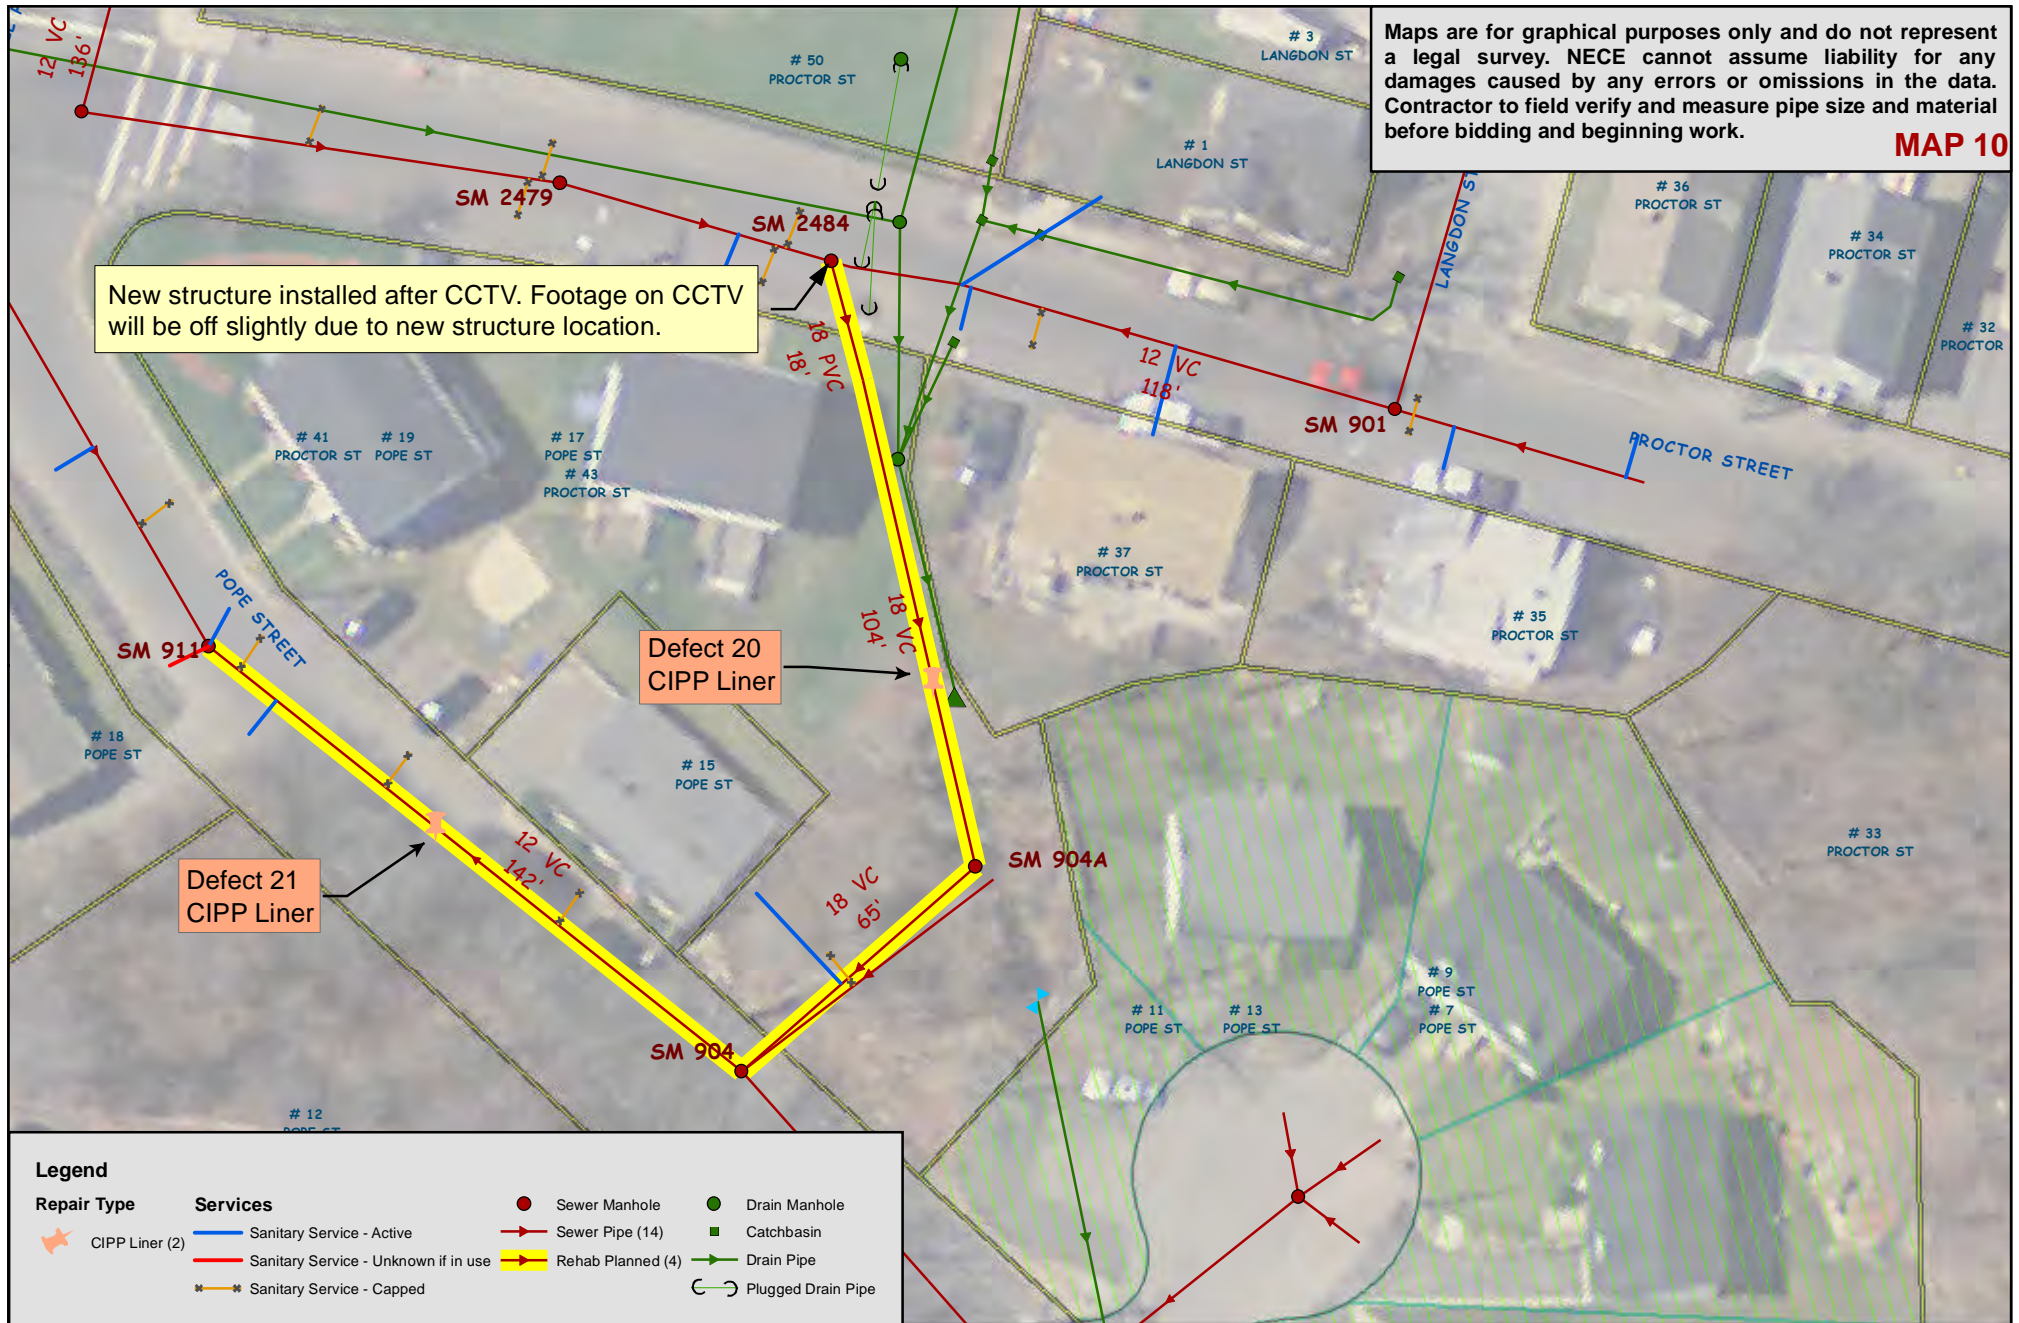 Maps are for graphical purposes only and do not represent
a legal survey. NECE cannot assume liability for any
damages caused by any errors or omissions in the data.
Contractor to field verify and measure pipe size and material
before bidding and beginning work.
MAP 10
12 VC
136'
# 50
PROCTOR ST
# 3
LANGDON ST
# 1
LANGDON ST
# 36
PROCTOR ST
# 34
PROCTOR ST
# 32
PROCTOR
SM 2479
SM 2484
LANGDON ST
New structure installed after CCTV. Footage on CCTV
will be off slightly due to new structure location.
18 PVC
18'
12 VC
118'
SM 901
PROCTOR STREET
# 41
PROCTOR ST
# 19
POPE ST
# 17
POPE ST
# 43
PROCTOR ST
# 37
PROCTOR ST
# 35
PROCTOR ST
POPE STREET
SM 911
18 VC
104'
Defect 20
CIPP Liner
# 18
POPE ST
# 15
POPE ST
# 33
PROCTOR ST
Defect 21
CIPP Liner
12 VC
142'
SM 904A
18 VC
65'
# 9
POPE ST
# 7
POPE ST
# 11
POPE ST
# 13
POPE ST
SM 904
# 12
POPE ST
Legend
Repair Type
CIPP Liner (2)
Services
Sanitary Service - Active
Sanitary Service - Unknown if in use
Sanitary Service - Capped
Sewer Manhole
Sewer Pipe (14)
Rehab Planned (4)
Drain Manhole
Catchbasin
Drain Pipe
Plugged Drain Pipe